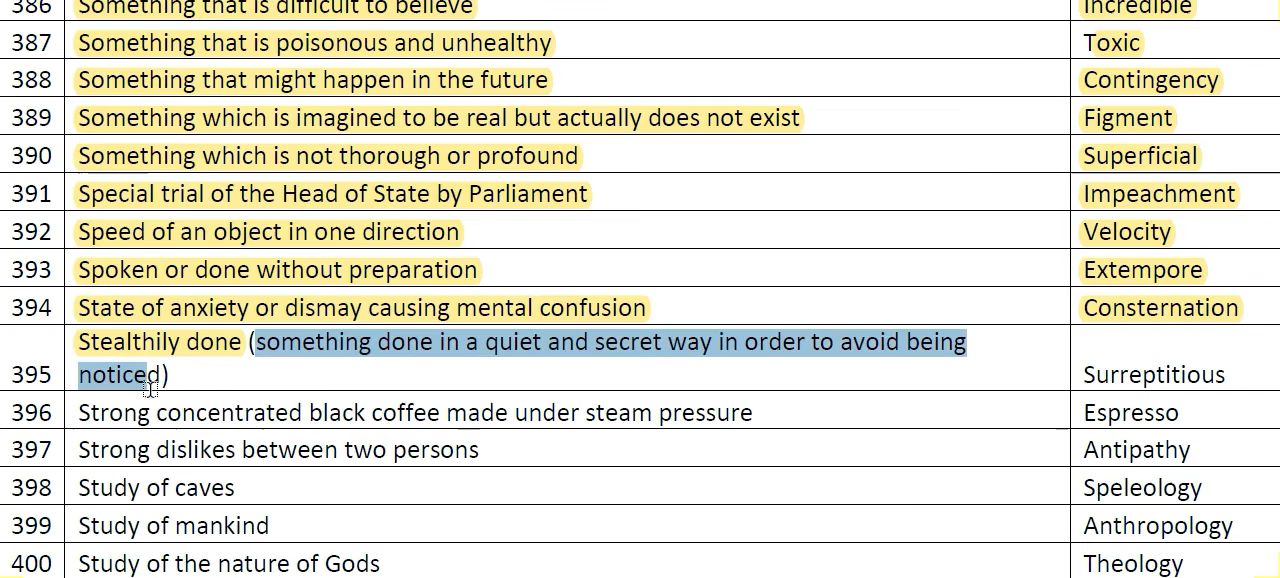 386 Something that is difficult to believe Incredible
387 Something that is poisonous and unhealthy Toxic
388 Something that might happen in the future Contingency
389 Something which is imagined to be real but actually does not exist Figment
390 Something which is not thorough or profound Superficial
391 Special trial of the Head of State by Parliament Impeachment
392 Speed of an object in one direction Velocity
393 Spoken or done without preparation Extempore
394 State of anxiety or dismay causing mental confusion Consternation
Stealthily done (something done in a quiet and secret way in order to avoid being
395 noticed) Surreptitious
396 Strong concentrated black coffee made under steam pressure Espresso
397 Strong dislikes between two persons Antipathy
398 Study of caves Speleology
399 Study of mankind Anthropology
400 Study of the nature of Gods Theology